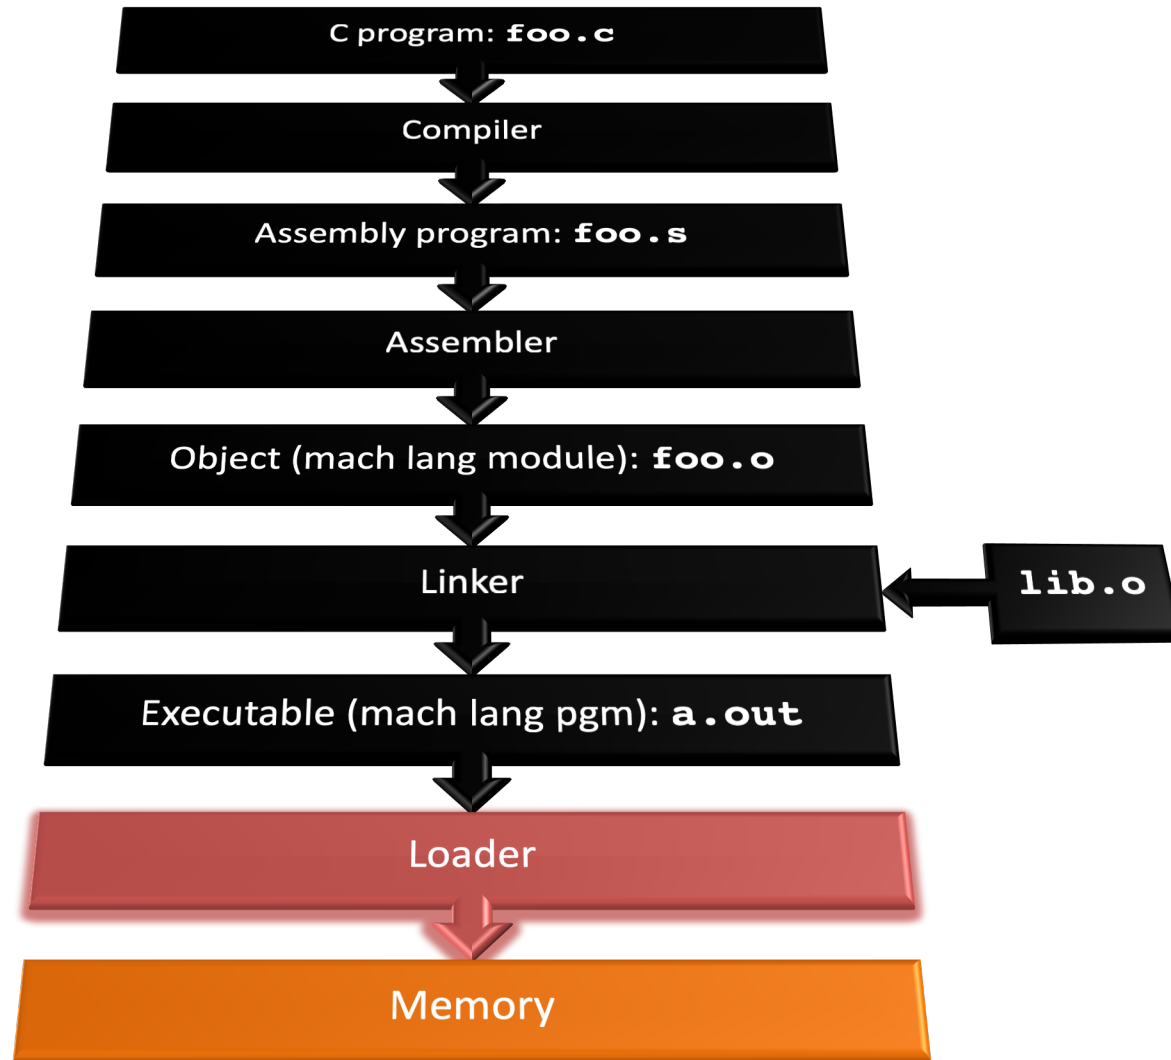 C program: foo.c
Compiler
Assembly program: foo.s
Assembler
Object (mach lang module): foo.o
Linker
lib.o
Executable (mach lang pgm): a.out
Loader
Memory